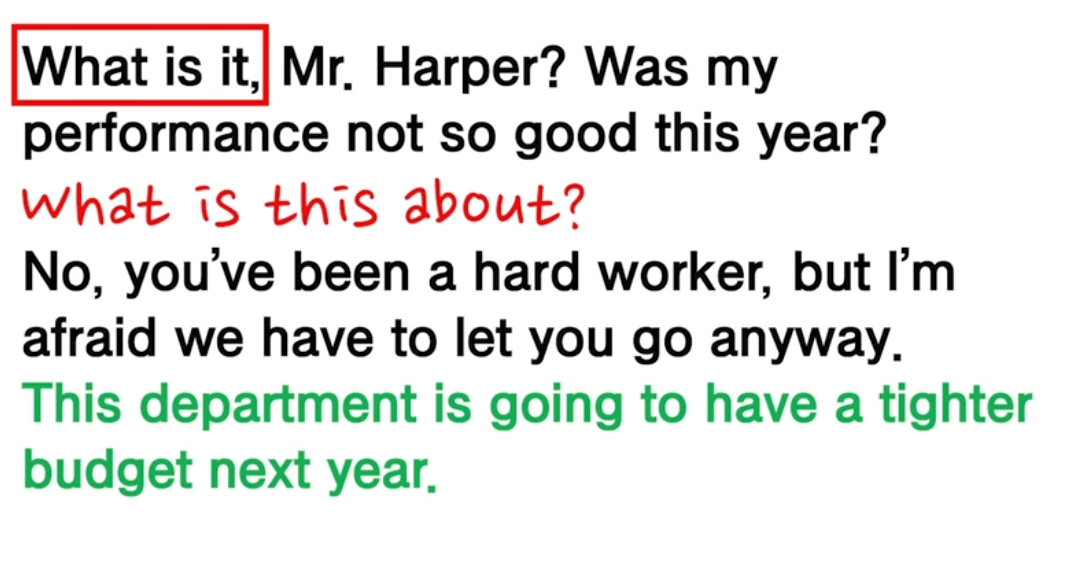 What is it, Mr. Harper? Was my
performance not so good this year?
What is this about?
No, you’ve been a hard worker, but I’m
afraid we have to let you go anyway.
This department is going to have a tighter
budget next year.